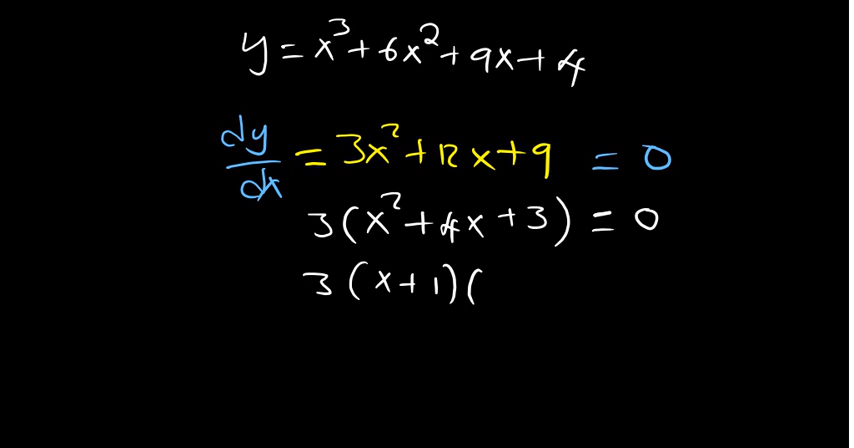 y = x³ + 6x² + 9x + 4
dy/dx = 3x² + 12x + 9 = 0
3(x² + 4x + 3) = 0
3(x + 1)(